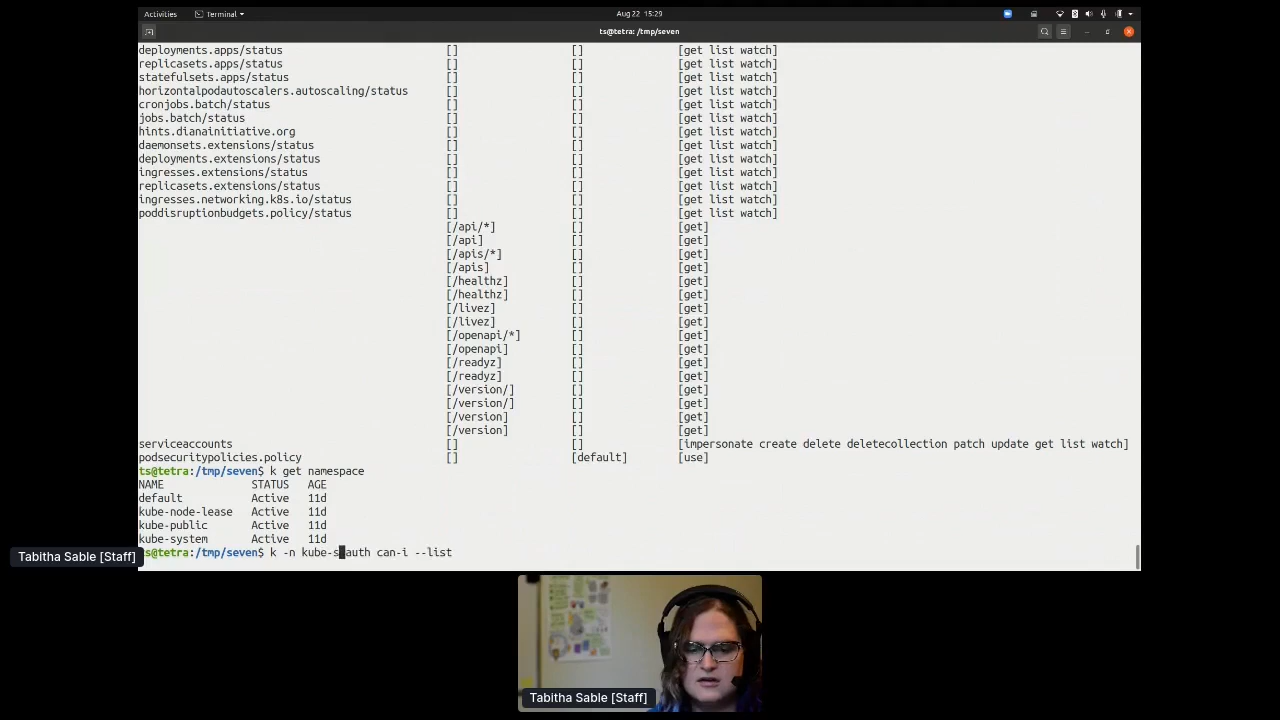 Activities Terminal Aug 22 15:29
ts@tetra: /tmp/seven
deployments.apps/status [] [] [get list watch]
replicasets.apps/status [] [] [get list watch]
statefulsets.apps/status [] [] [get list watch]
horizontalpodautoscalers.autoscaling/status [] [] [get list watch]
cronjobs.batch/status [] [] [get list watch]
jobs.batch/status [] [] [get list watch]
hints.dianainitiative.org [] [] [get list watch]
daemonsets.extensions/status [] [] [get list watch]
deployments.extensions/status [] [] [get list watch]
ingresses.extensions/status [] [] [get list watch]
replicasets.extensions/status [] [] [get list watch]
ingresses.networking.k8s.io/status [] [] [get list watch]
poddisruptionbudgets.policy/status [] [] [get list watch]
[/api/*] [] [get]
[/api] [] [get]
[/apis/*] [] [get]
[/apis] [] [get]
[/healthz] [] [get]
[/healthz] [] [get]
[/livez] [] [get]
[/livez] [] [get]
[/openapi/*] [] [get]
[/openapi] [] [get]
[/readyz] [] [get]
[/readyz] [] [get]
[/version/] [] [get]
[/version/] [] [get]
[/version] [] [get]
[/version] [] [get]
serviceaccounts [] [] [impersonate create delete deletecollection patch update get list watch]
podsecuritypolicies.policy [] [default] [use]
ts@tetra:/tmp/seven$ k get namespace
NAME STATUS AGE
default Active 11d
kube-node-lease Active 11d
kube-public Active 11d
kube-system Active 11d
ts@tetra:/tmp/seven$ k -n kube-s auth can-i --list
Tabitha Sable [Staff]
Tabitha Sable [Staff]